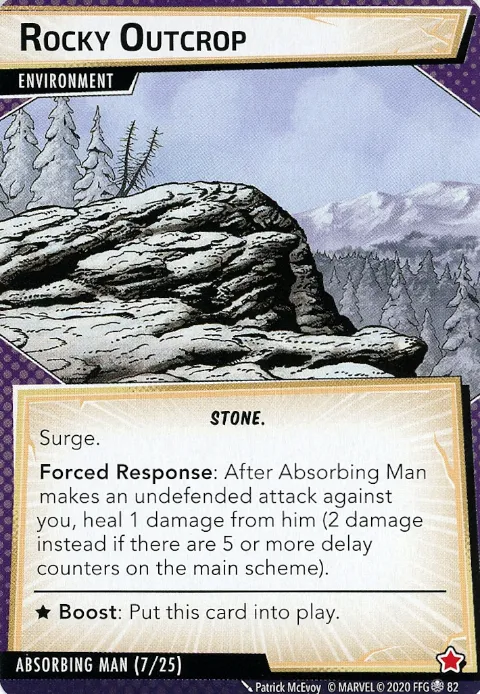 ROCKY OUTCROP
ENVIRONMENT
STONE.
Surge.
Forced Response: After Absorbing Man
makes an undefended attack against
you, heal 1 damage from him (2 damage
instead if there are 5 or more delay
counters on the main scheme).
★ Boost: Put this card into play.
ABSORBING MAN (7/25)
Patrick McEvoy © MARVEL © 2020 FFG 82